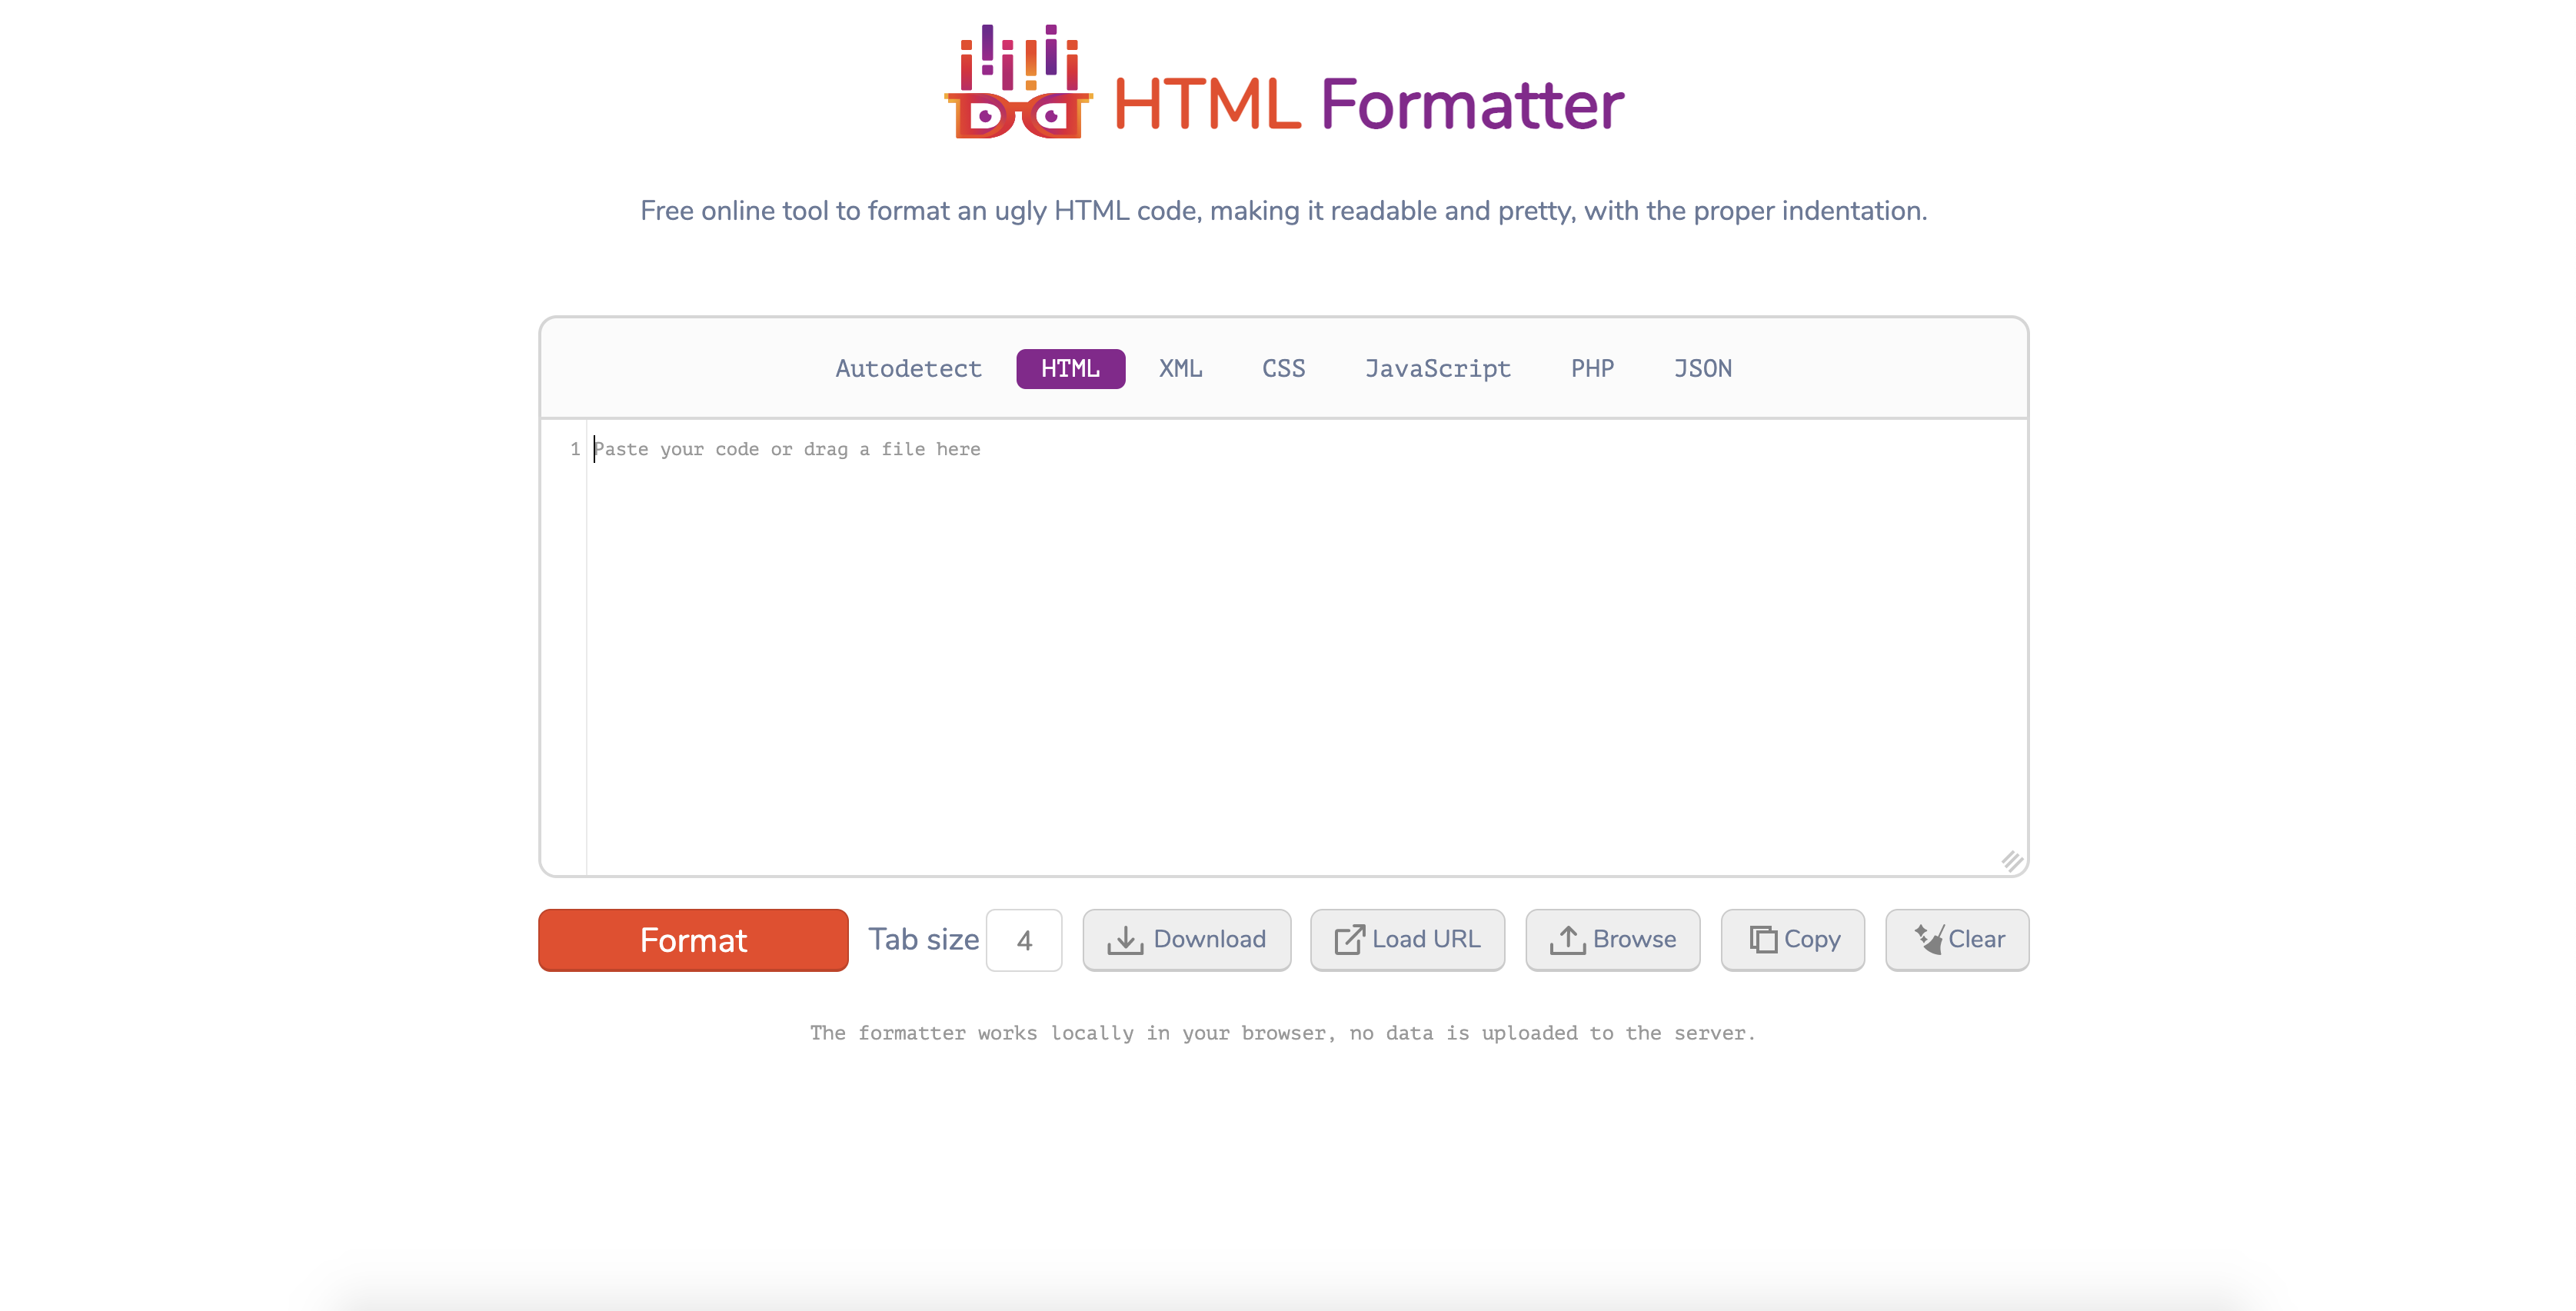 HTML Formatter
Free online tool to format an ugly HTML code, making it readable and pretty, with the proper indentation.
Autodetect HTML XML CSS JavaScript PHP JSON
1 Paste your code or drag a file here
Format Tab size 4 Download Load URL Browse Copy Clear
The formatter works locally in your browser, no data is uploaded to the server.